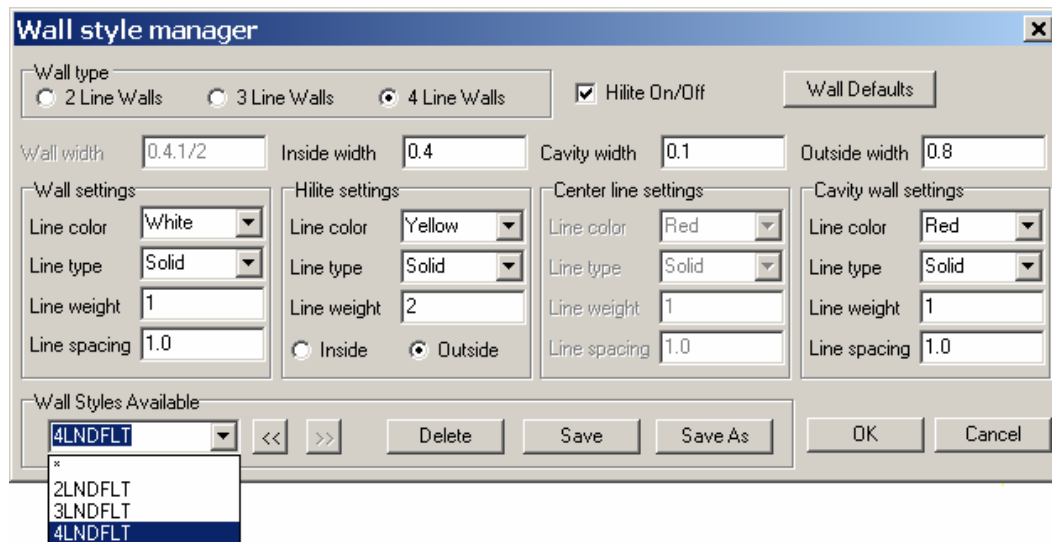 Wall style manager
Wall type
2 Line Walls 3 Line Walls 4 Line Walls Hilite On/Off Wall Defaults
Wall width 0.4.1/2 Inside width 0.4 Cavity width 0.1 Outside width 0.8
Wall settings Hilite settings Center line settings Cavity wall settings
Line color White Line color Yellow Line color Red Line color Red
Line type Solid Line type Solid Line type Solid Line type Solid
Line weight 1 Line weight 2 Line weight 1 Line weight 1
Line spacing 1.0 Inside Outside Line spacing 1.0 Line spacing 1.0
Wall Styles Available
4LNDFLT << >> Delete Save Save As OK Cancel
*
2LNDFLT
3LNDFLT
4LNDFLT